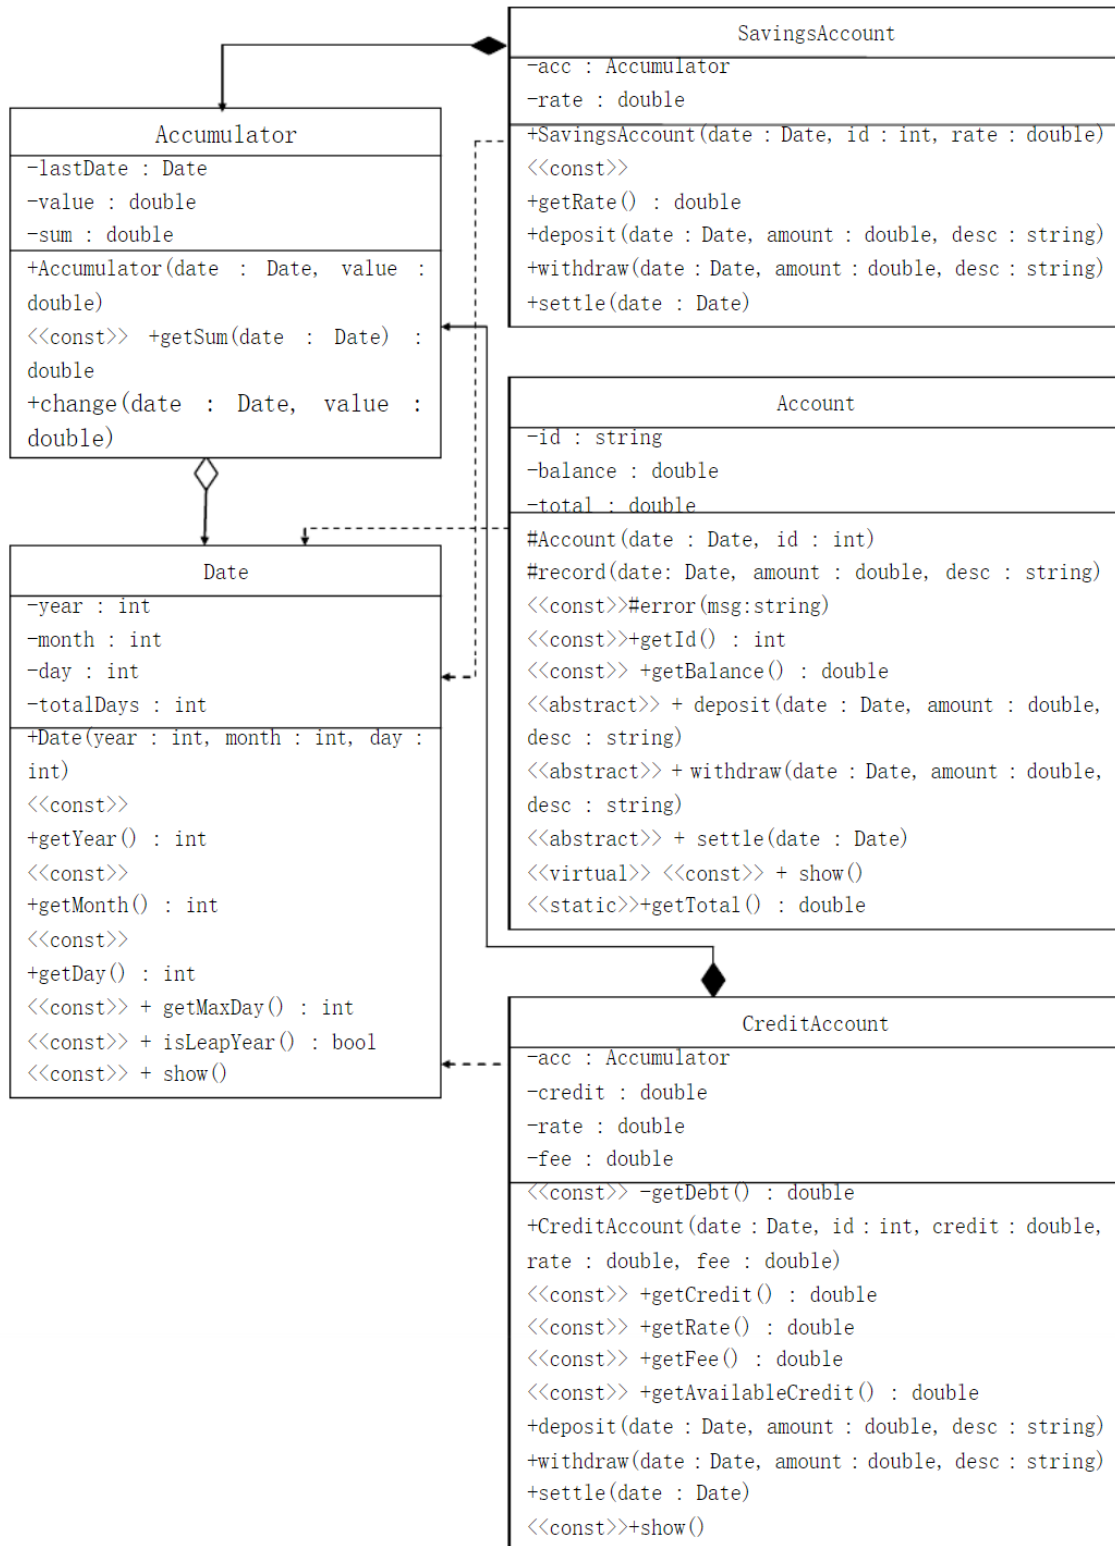 SavingsAccount
-acc : Accumulator
-rate : double
+SavingsAccount(date : Date, id : int, rate : double)
<<const>>
+getRate() : double
+deposit(date : Date, amount : double, desc : string)
+withdraw(date : Date, amount : double, desc : string)
+settle(date : Date)
Accumulator
-lastDate : Date
-value : double
-sum : double
+Accumulator(date : Date, value :
double)
<<const>> +getSum(date : Date) :
double
+change(date : Date, value :
double)
Account
-id : string
-balance : double
-total : double
#Account(date : Date, id : int)
#record(date: Date, amount : double, desc : string)
<<const>>#error(msg:string)
<<const>>+getId() : int
<<const>> +getBalance() : double
<<abstract>> + deposit(date : Date, amount : double,
desc : string)
<<abstract>> + withdraw(date : Date, amount : double,
desc : string)
<<abstract>> + settle(date : Date)
<<virtual>> <<const>> + show()
<<static>>+getTotal() : double
Date
-year : int
-month : int
-day : int
-totalDays : int
+Date(year : int, month : int, day :
int)
<<const>>
+getYear() : int
<<const>>
+getMonth() : int
<<const>>
+getDay() : int
<<const>> + getMaxDay() : int
<<const>> + isLeapYear() : bool
<<const>> + show()
CreditAccount
-acc : Accumulator
-credit : double
-rate : double
-fee : double
<<const>> -getDebt() : double
+CreditAccount(date : Date, id : int, credit : double,
rate : double, fee : double)
<<const>> +getCredit() : double
<<const>> +getRate() : double
<<const>> +getFee() : double
<<const>> +getAvailableCredit() : double
+deposit(date : Date, amount : double, desc : string)
+withdraw(date : Date, amount : double, desc : string)
+settle(date : Date)
<<const>>+show()